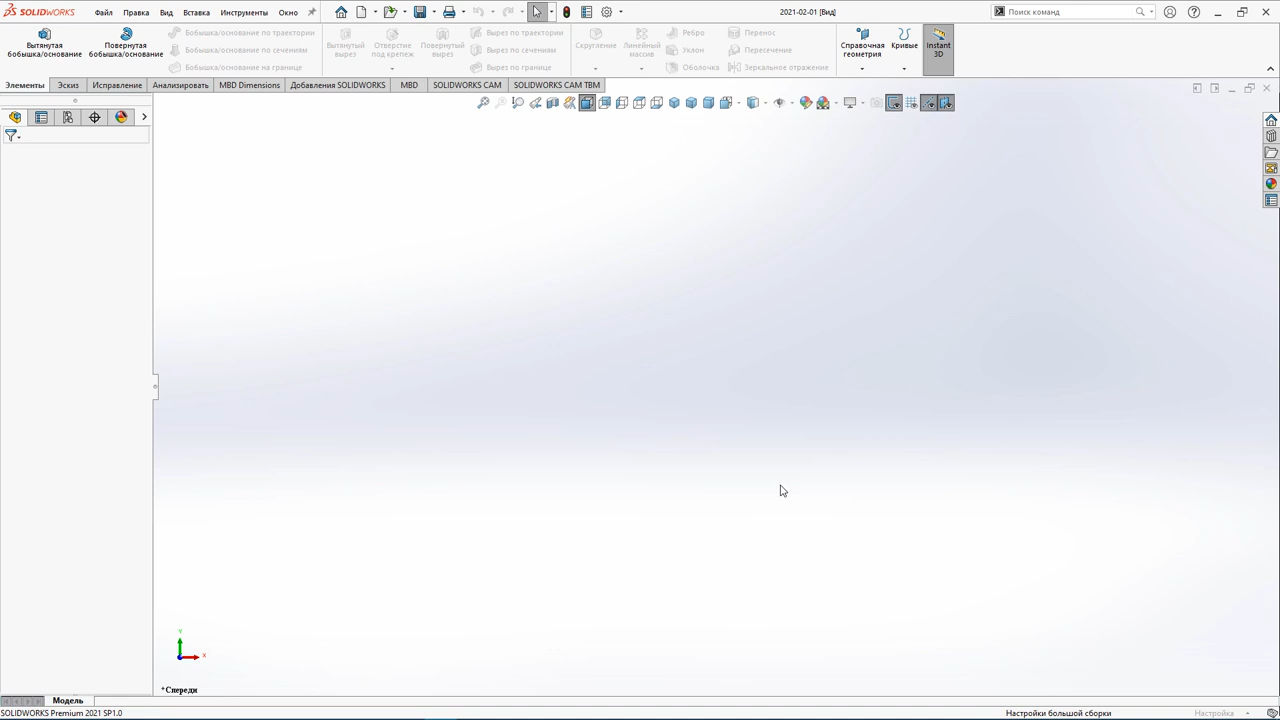 SOLIDWORKS Файл Правка Вид Вставка Инструменты Окно 2021-02-01 [Вид] Поиск команд
Вытянутая бобышка/основание
Повернутая бобышка/основание
Бобышка/основание по траектории
Бобышка/основание по сечениям
Бобышка/основание на границе
Вытянутый вырез
Отверстие под крепеж
Повернутый вырез
Вырез по траектории
Вырез по сечениям
Вырез по границе
Скругление
Линейный массив
Ребро
Уклон
Оболочка
Перенос
Пересечение
Зеркальное отражение
Справочная геометрия
Кривые
Instant 3D
Элементы Эскиз Исправление Анализировать MBD Dimensions Добавления SOLIDWORKS MBD SOLIDWORKS CAM SOLIDWORKS CAM TBM
Y
X
*Спереди
Модель
SOLIDWORKS Premium 2021 SP1.0 Настройки большой сборки Настройка